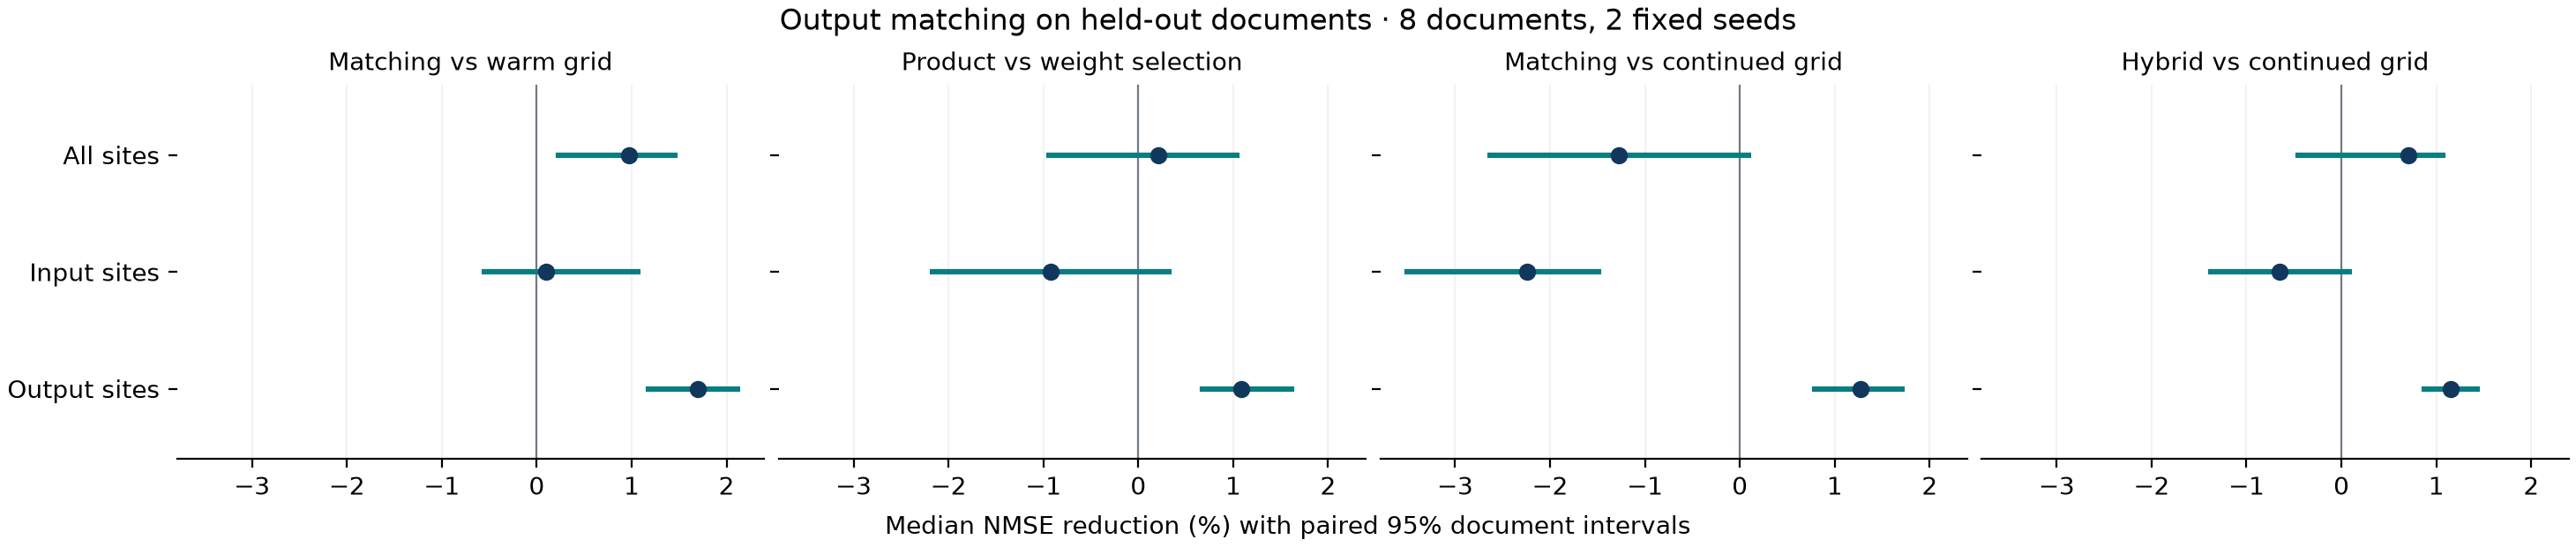 Output matching on held-out documents · 8 documents, 2 fixed seeds
Matching vs warm grid
Product vs weight selection
Matching vs continued grid
Hybrid vs continued grid
All sites
Input sites
Output sites
−3 −2 −1 0 1 2
−3 −2 −1 0 1 2
−3 −2 −1 0 1 2
−3 −2 −1 0 1 2
Median NMSE reduction (%) with paired 95% document intervals